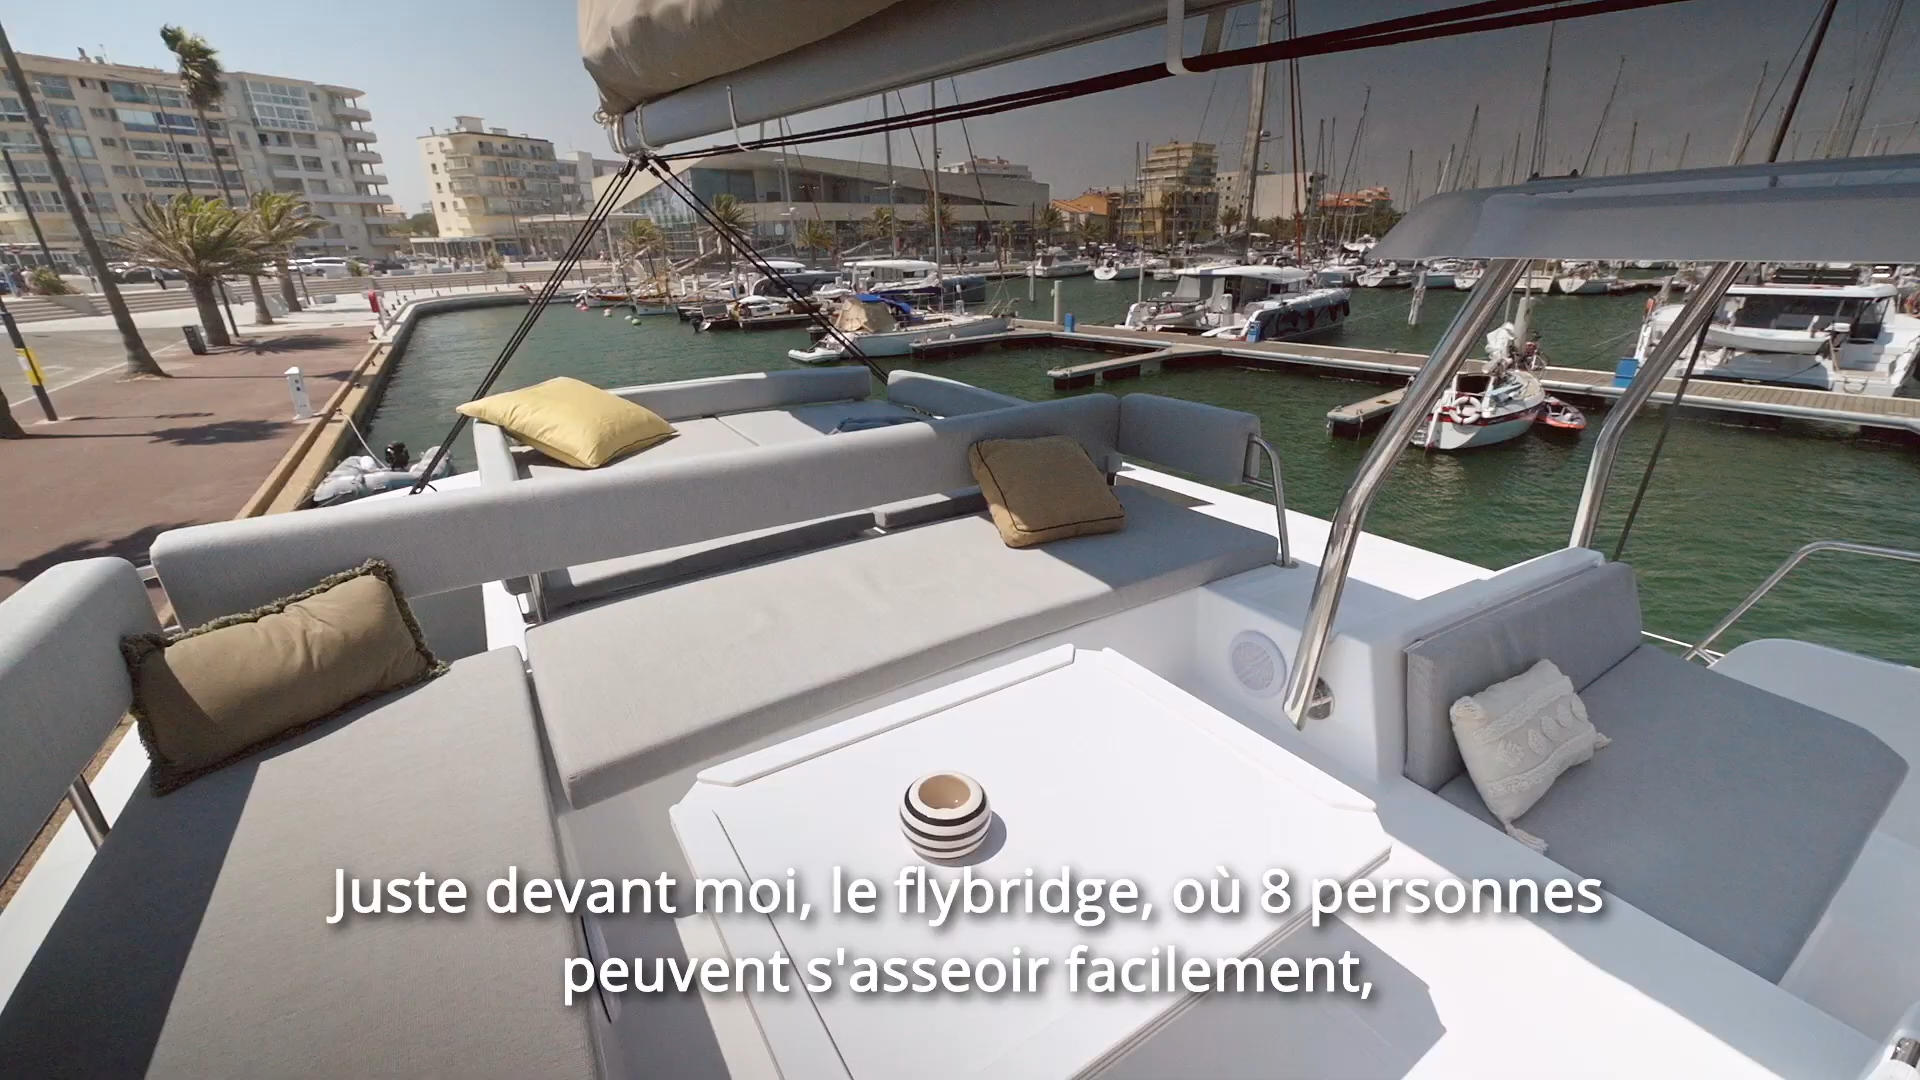 Juste devant moi, le flybridge, où 8 personnes
peuvent s'asseoir facilement,